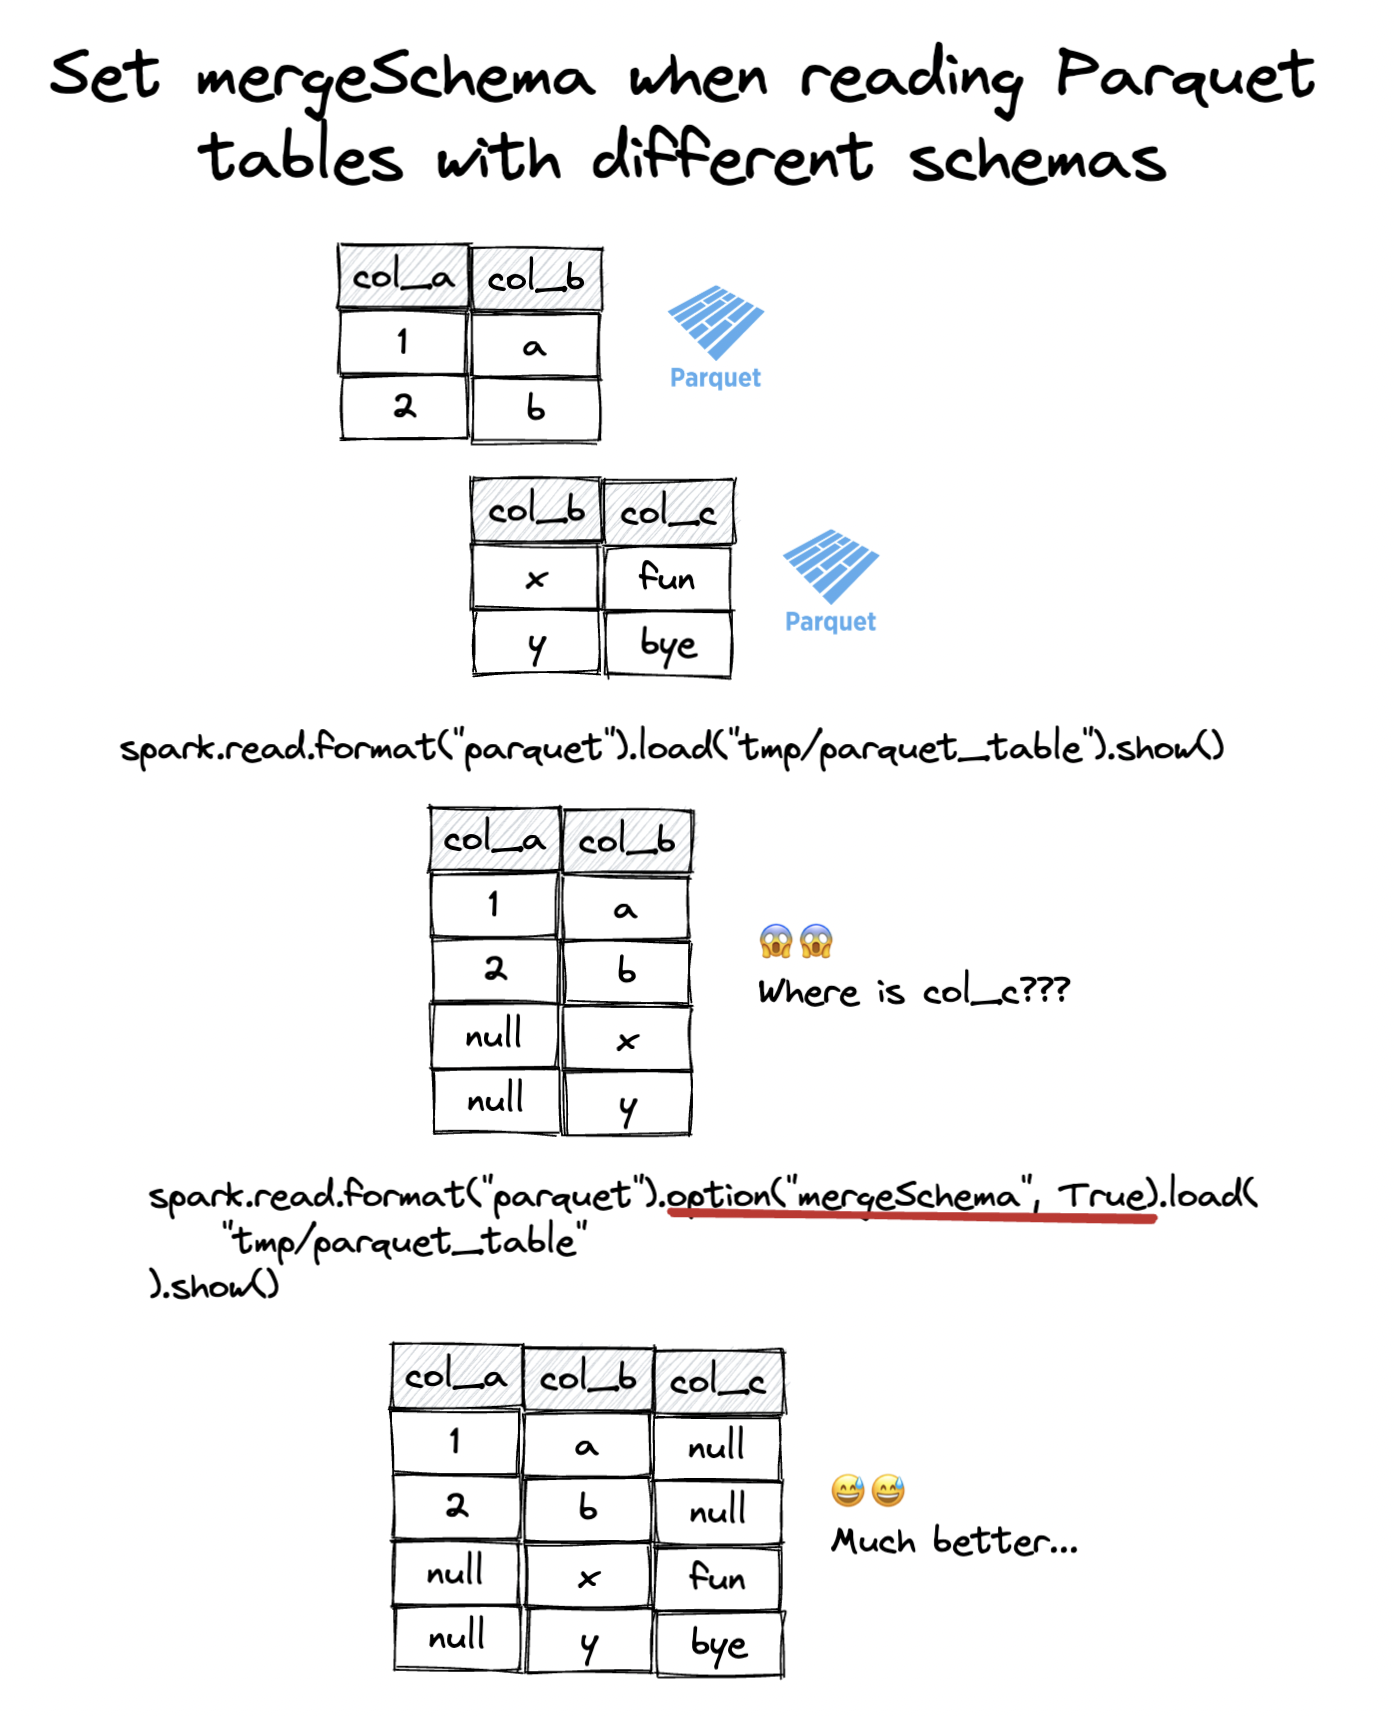 Set mergeSchema when reading Parquet
tables with different schemas
col_a col_b
1 a
2 b
Parquet
col_b col_c
x fun
y bye
Parquet
spark.read.format("parquet").load("tmp/parquet_table").show()
col_a col_b
1 a
2 b
null x
null y
😱😱
Where is col_c???
spark.read.format("parquet").option("mergeSchema", True).load(
"tmp/parquet_table"
).show()
col_a col_b col_c
1 a null
2 b null
null x fun
null y bye
😅😅
Much better...